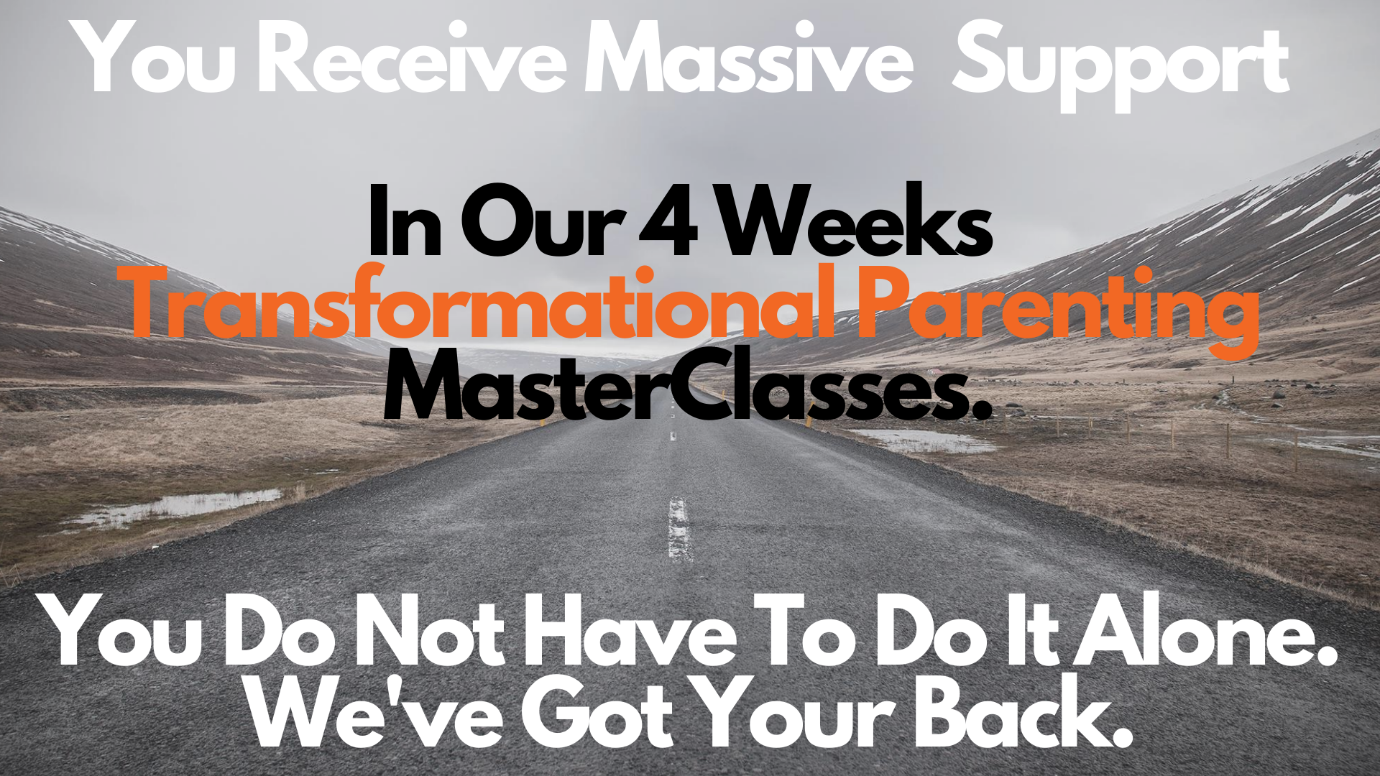 You Receive Massive  Support
In Our 4 Weeks
Transformational Parenting
MasterClasses.
You Do Not Have To Do It Alone.
We've Got Your Back.